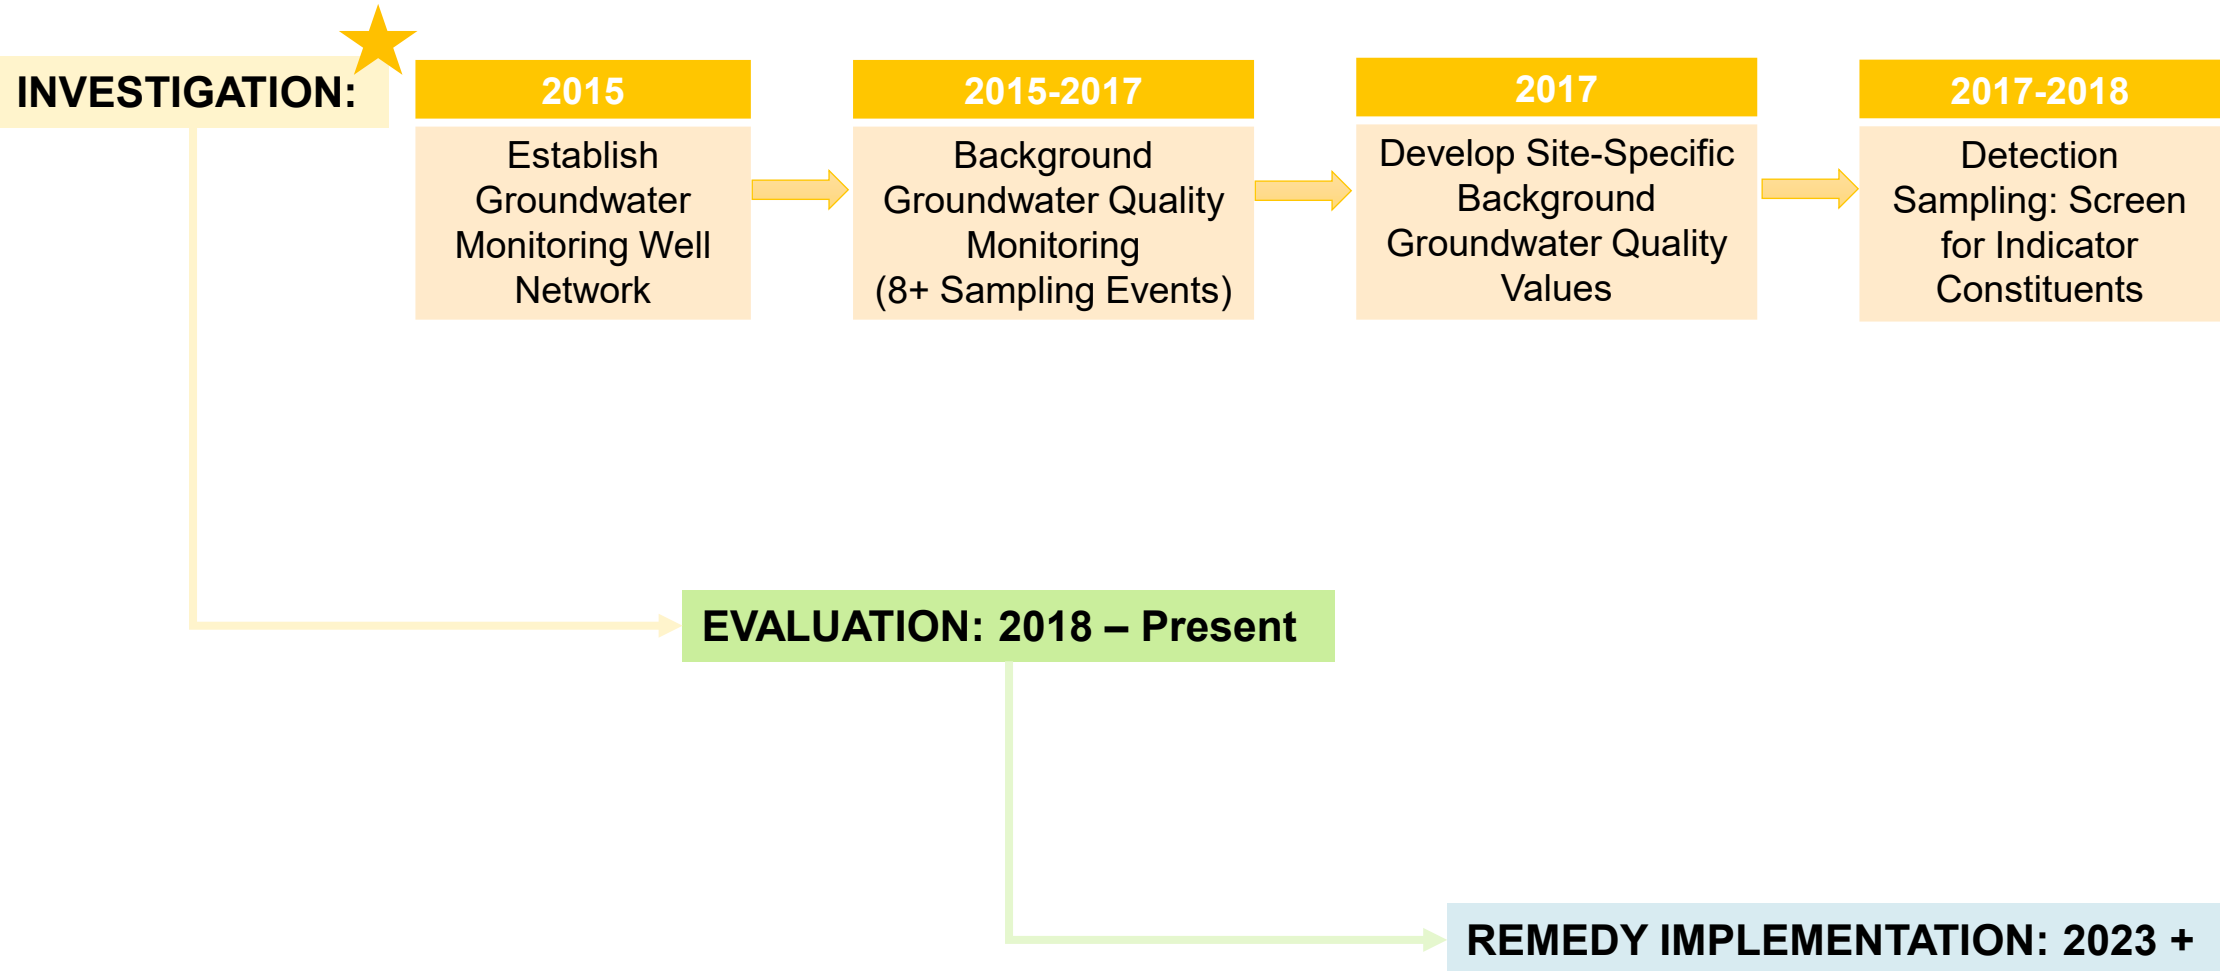 INVESTIGATION:
2015
Establish
Groundwater
Monitoring Well
Network
2015-2017
Background
Groundwater Quality
Monitoring
(8+ Sampling Events)
2017
Develop Site-Specific
Background
Groundwater Quality
Values
2017-2018
Detection
Sampling: Screen
for Indicator
Constituents
EVALUATION: 2018 – Present
REMEDY IMPLEMENTATION: 2023 +